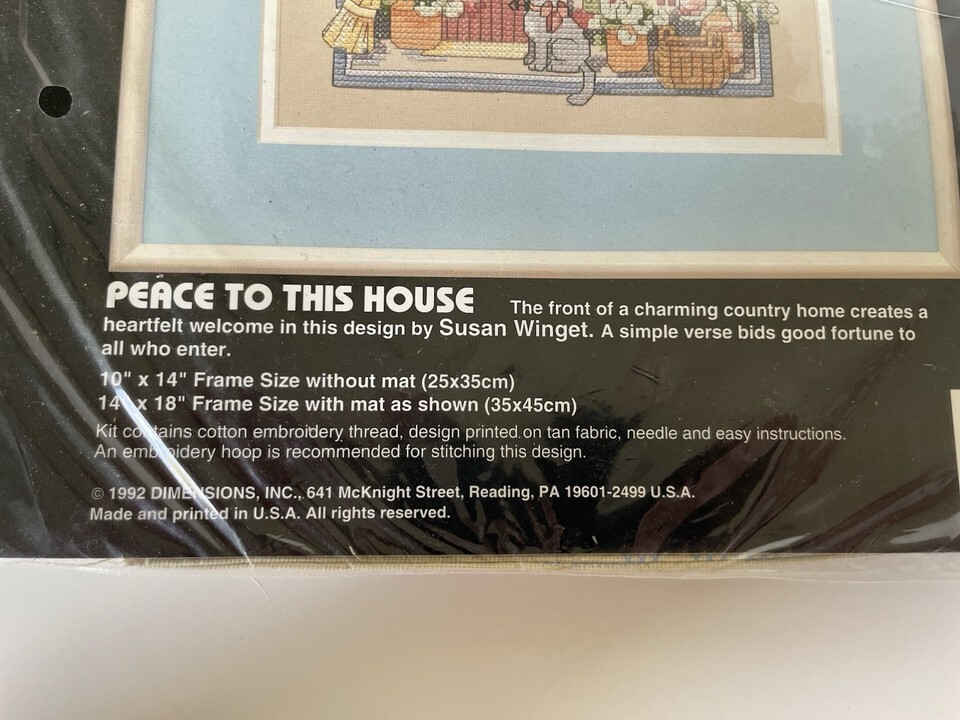 PEACE TO THIS HOUSE The front of a charming country home creates a
heartfelt welcome in this design by Susan Winget. A simple verse bids good fortune to
all who enter.
10" x 14" Frame Size without mat (25x35cm)
14" x 18" Frame Size with mat as shown (35x45cm)
Kit contains cotton embroidery thread, design printed on tan fabric, needle and easy instructions.
An embroidery hoop is recommended for stitching this design.
© 1992 DIMENSIONS, INC., 641 McKnight Street, Reading, PA 19601-2499 U.S.A.
Made and printed in U.S.A. All rights reserved.